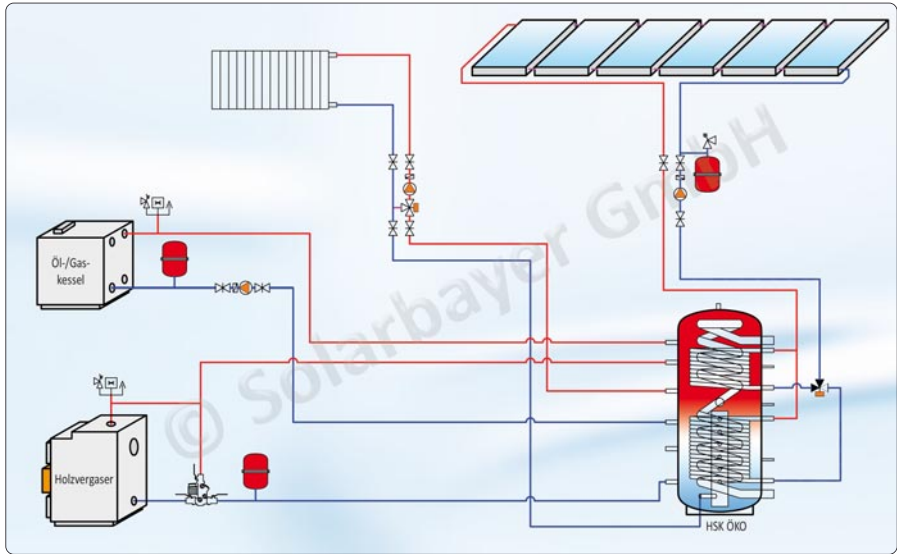 Öl-/Gas-
kessel
Holzvergaser
HSK ÖKO
© Solarbayer GmbH